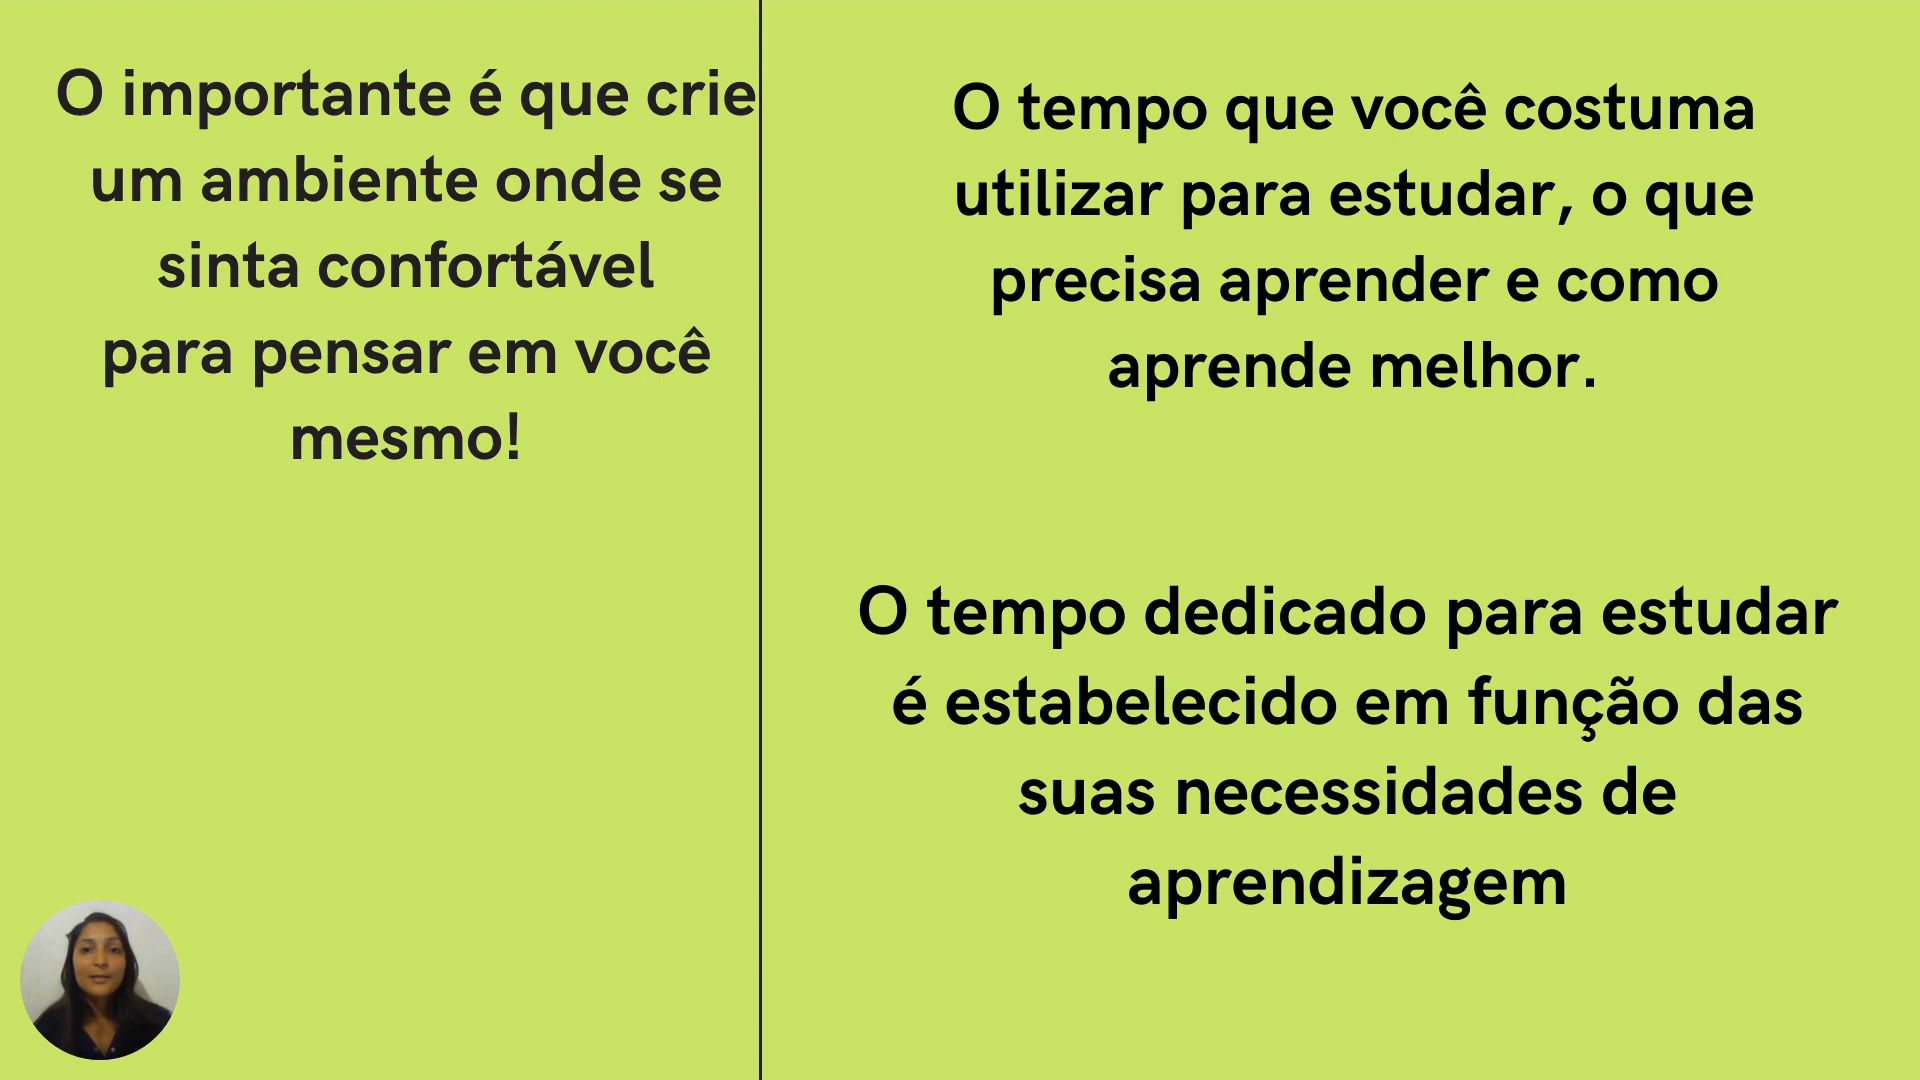 O importante é que crie
um ambiente onde se
sinta confortável
para pensar em você
mesmo!
O tempo que você costuma
utilizar para estudar, o que
precisa aprender e como
aprende melhor.
O tempo dedicado para estudar
é estabelecido em função das
suas necessidades de
aprendizagem